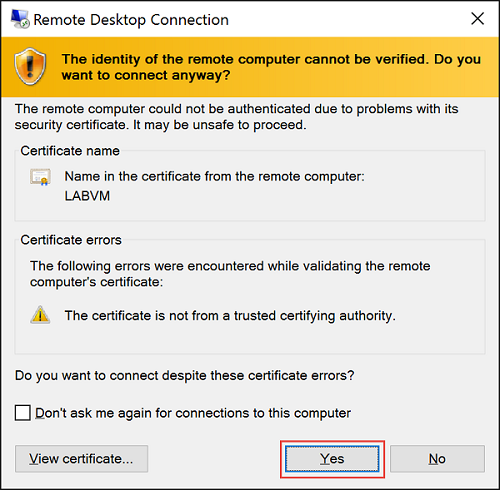 Remote Desktop Connection
The identity of the remote computer cannot be verified. Do you
want to connect anyway?
The remote computer could not be authenticated due to problems with its
security certificate. It may be unsafe to proceed.
Certificate name
Name in the certificate from the remote computer:
LABVM
Certificate errors
The following errors were encountered while validating the remote
computer's certificate:
The certificate is not from a trusted certifying authority.
Do you want to connect despite these certificate errors?
Don't ask me again for connections to this computer
View certificate... Yes No